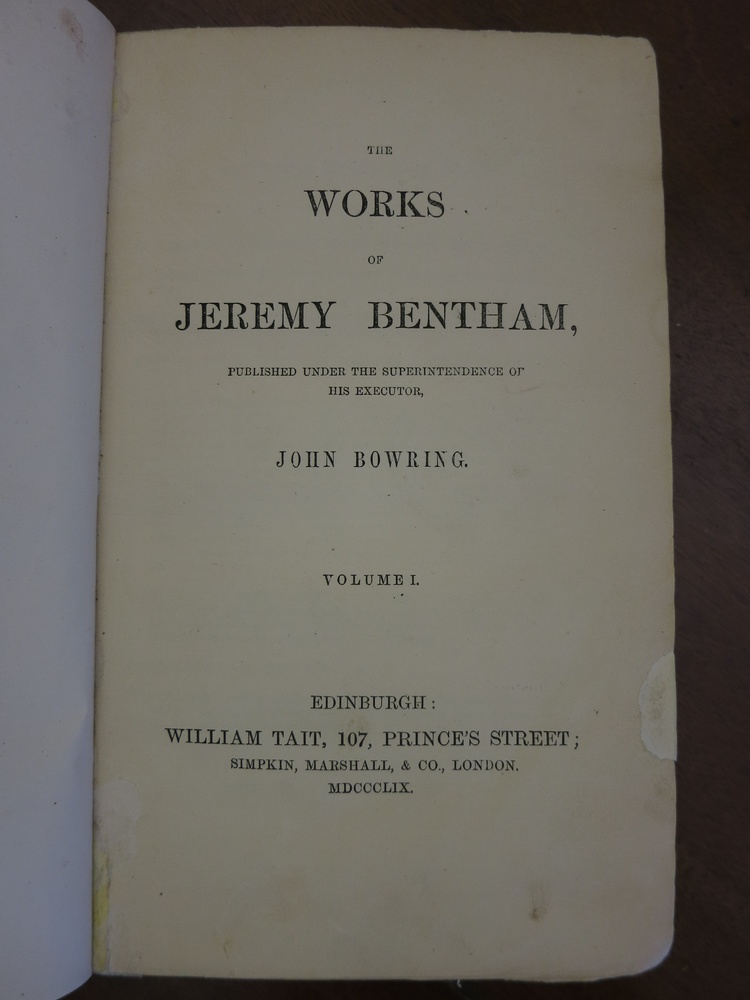 THE
WORKS
OF
JEREMY BENTHAM,
PUBLISHED UNDER THE SUPERINTENDENCE OF
HIS EXECUTOR,
JOHN BOWRING.
VOLUME I.
EDINBURGH:
WILLIAM TAIT, 107, PRINCE'S STREET;
SIMPKIN, MARSHALL, & CO., LONDON.
MDCCCLIX.